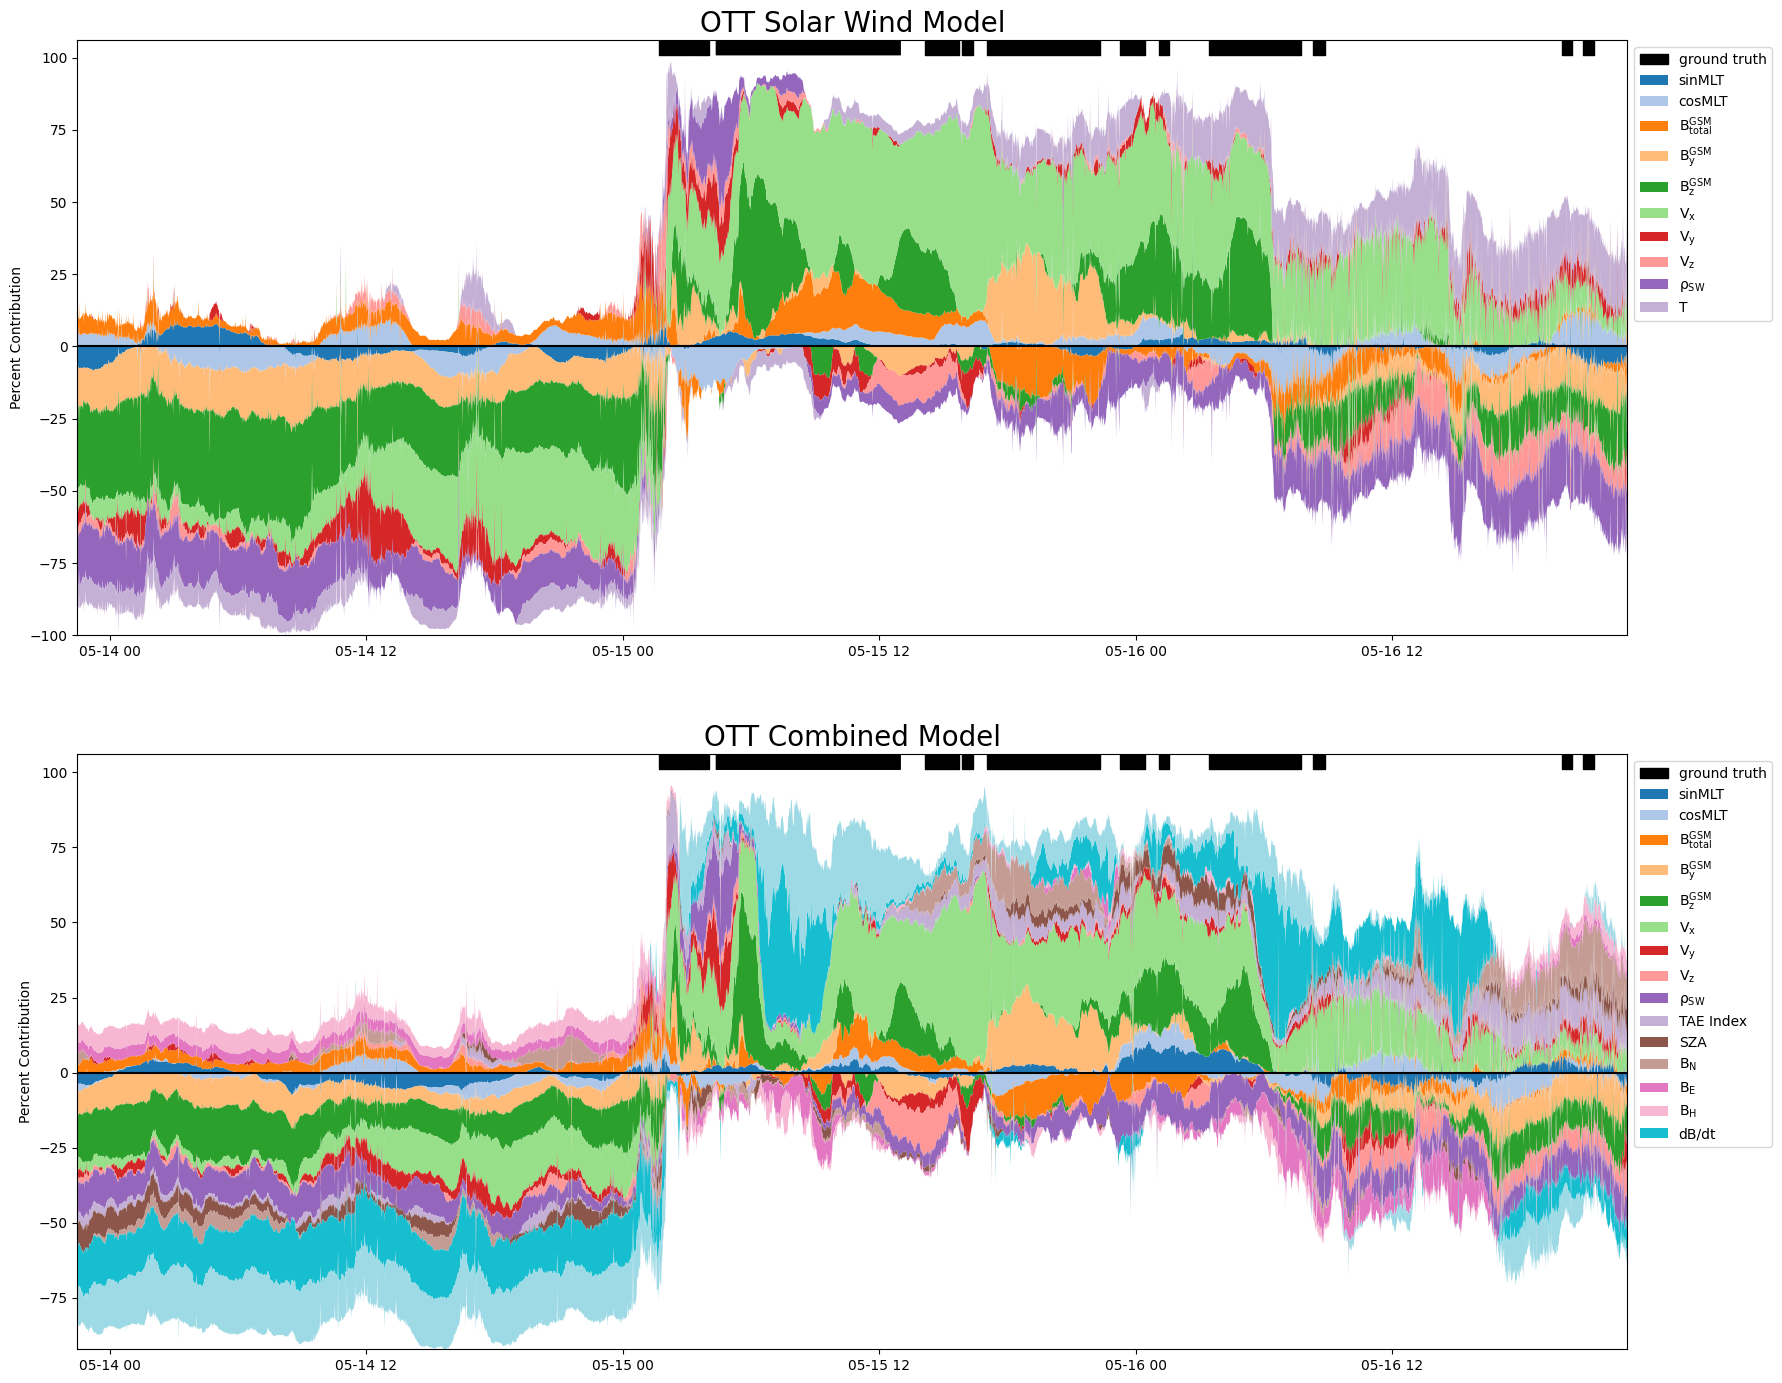 OTT Solar Wind Model
Percent Contribution
100
75
50
25
0
−25
−50
−75
−100
05-14 00
05-14 12
05-15 00
05-15 12
05-16 00
05-16 12
ground truth
sinMLT
cosMLT
B_total^GSM
B_y^GSM
B_z^GSM
V_x
V_y
V_z
ρ_SW
T
OTT Combined Model
Percent Contribution
100
75
50
25
0
−25
−50
−75
05-14 00
05-14 12
05-15 00
05-15 12
05-16 00
05-16 12
ground truth
sinMLT
cosMLT
B_total^GSM
B_y^GSM
B_z^GSM
V_x
V_y
V_z
ρ_SW
TAE Index
SZA
B_N
B_E
B_H
dB/dt